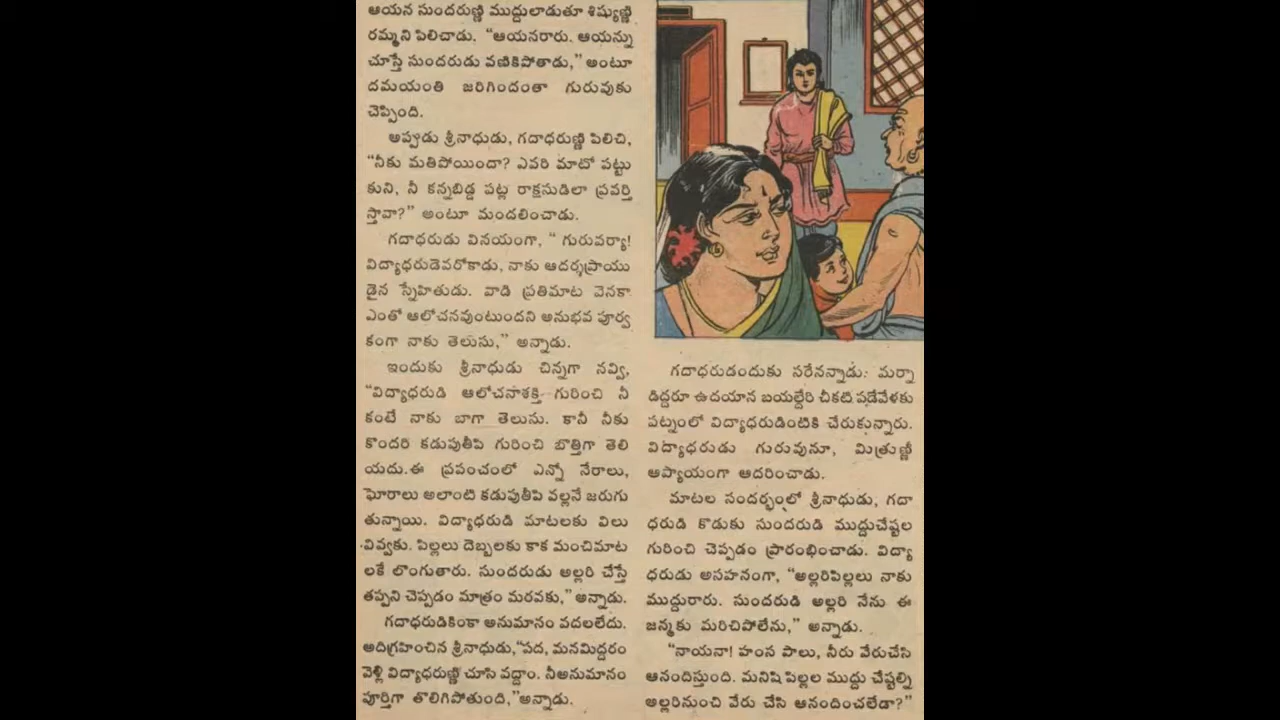 ఆయన సుందరుణ్ణి ముద్దులాడుతూ శిష్యుణ్ణి
రమ్మని పిలిచాడు. “ఆయనరారు. ఆయన్ను
చూస్తే సుందరుడు వణికిపోతాడు,” అంటూ
దమయంతి జరిగిందంతా గురువుకు
చెప్పింది.
అప్పుడు శ్రీనాధుడు, గదాధరుణ్ణి పిలిచి,
“నీకు మతిపోయిందా? ఎవరి మాటో పట్టు
కుని, నీ కన్నబిడ్డ పట్ల రాక్షసుడిలా ప్రవర్తి
స్తావా?” అంటూ మందలించాడు.
గదాధరుడు వినయంగా, “ గురువర్యా!
విద్యాధరుడెవరోకాడు, నాకు ఆదర్శప్రాయు
డైన స్నేహితుడు. వాడి ప్రతిమాట వెనకా
ఎంతో ఆలోచనవుంటుందని అనుభవ పూర్వ
కంగా నాకు తెలుసు,” అన్నాడు.
ఇందుకు శ్రీనాధుడు చిన్నగా నవ్వి,
“విద్యాధరుడి ఆలోచనాశక్తి గురించి నీ
కంటే నాకు బాగా తెలుసు. కానీ నీకు
కొందరి కడుపుతీపి గురించి బొత్తిగా తెలి
యదు.ఈ ప్రపంచంలో ఎన్నో నేరాలు,
ఘోరాలు అలాంటి కడుపుతీపి వల్లనే జరుగు
తున్నాయి. విద్యాధరుడి మాటలకు విలు
వివ్వకు. పిల్లలు దెబ్బలకు కాక మంచిమాట
లకే లొంగుతారు. సుందరుడు అల్లరి చేస్తే
తప్పని చెప్పడం మాత్రం మరవకు,” అన్నాడు.
గదాధరుడికింకా అనుమానం వదలలేదు.
అదిగ్రహించిన శ్రీనాధుడు,“పద, మనమిద్దరం
వెళ్లి విద్యాధరుణ్ణి చూసి వద్దాం. నీఅనుమానం
పూర్తిగా తొలిగిపోతుంది,”అన్నాడు.
గదాధరుడందుకు సరేనన్నాడు. మర్నా
డిద్దరూ ఉదయాన బయల్దేరి చీకటి పడేవేళకు
పట్నంలో విద్యాధరుడింటికి చేరుకున్నారు.
విద్యాధరుడు గురువునూ, మిత్రుణ్ణీ
ఆప్యాయంగా ఆదరించాడు.
మాటల సందర్భంలో శ్రీనాధుడు, గదా
ధరుడి కొడుకు సుందరుడి ముద్దుచేష్టల
గురించి చెప్పడం ప్రారంభించాడు. విద్యా
ధరుడు అసహనంగా, “అల్లరిపిల్లలు నాకు
ముద్దురారు. సుందరుడి అల్లరి నేను ఈ
జన్మకు మరిచిపోలేను,” అన్నాడు.
“నాయనా! హంస పాలు, నీరు వేరుచేసి
ఆనందిస్తుంది. మనిషి పిల్లల ముద్దు చేష్టల్ని
అల్లరినుంచి వేరు చేసి ఆనందించలేడా?”